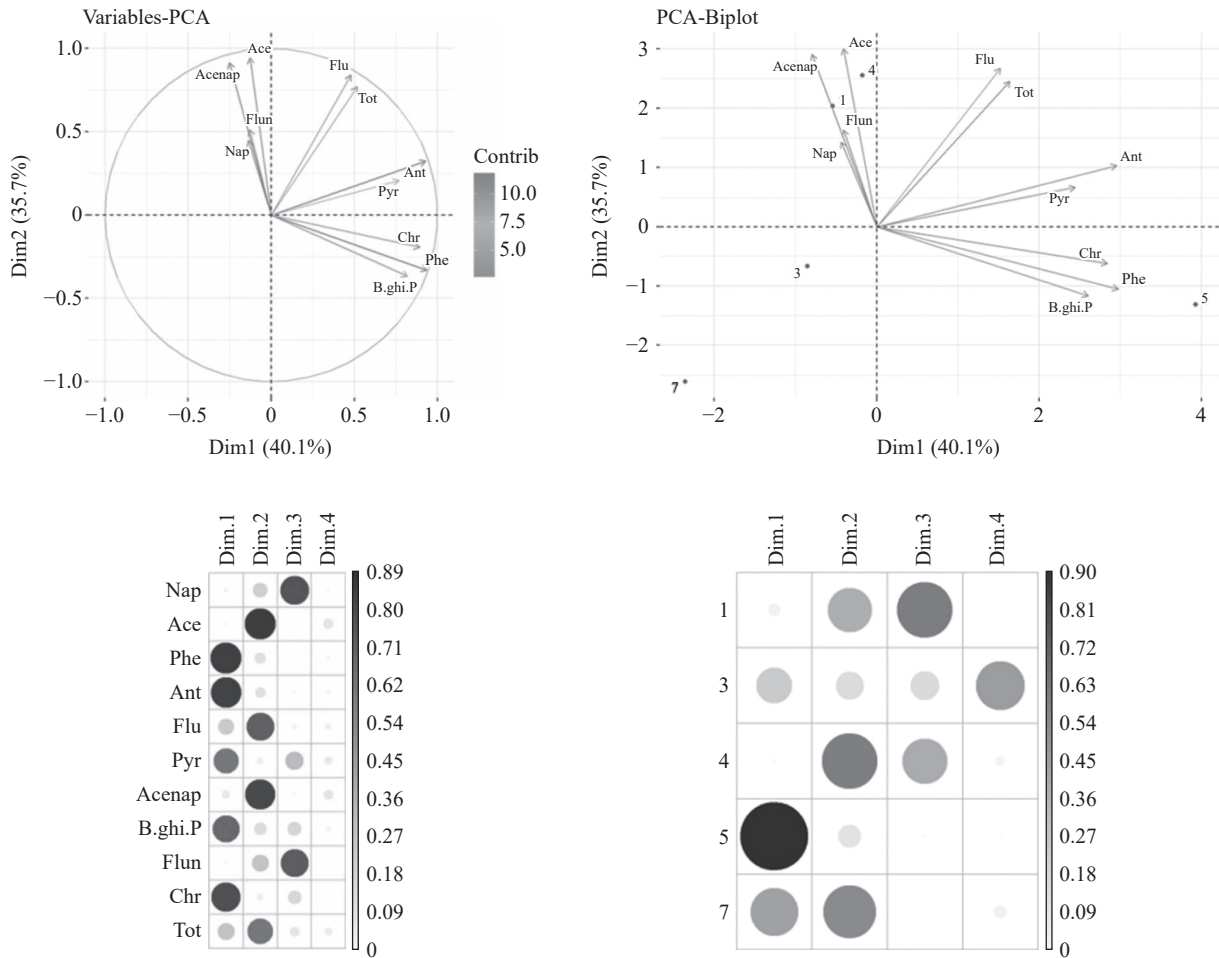 Variables-PCA
1.0
0.5
0
−0.5
−1.0
Dim2 (35.7%)
Ace
Acenap
Flu
Tot
Flun
Nap
Ant
Pyr
Chr
Phe
B.ghi.P
−1.0 −0.5 0 0.5 1.0
Dim1 (40.1%)
Contrib
10.0
7.5
5.0
PCA-Biplot
3
2
1
0
−1
−2
Dim2 (35.7%)
Ace
Acenap
4
Flu
Tot
1
Flun
Nap
Ant
Pyr
Chr
Phe
B.ghi.P
3
5
7
−2 0 2 4
Dim1 (40.1%)
Dim.1 Dim.2 Dim.3 Dim.4
Nap
Ace
Phe
Ant
Flu
Pyr
Acenap
B.ghi.P
Flun
Chr
Tot
0.89
0.80
0.71
0.62
0.54
0.45
0.36
0.27
0.18
0.09
0
Dim.1 Dim.2 Dim.3 Dim.4
1
3
4
5
7
0.90
0.81
0.72
0.63
0.54
0.45
0.36
0.27
0.18
0.09
0